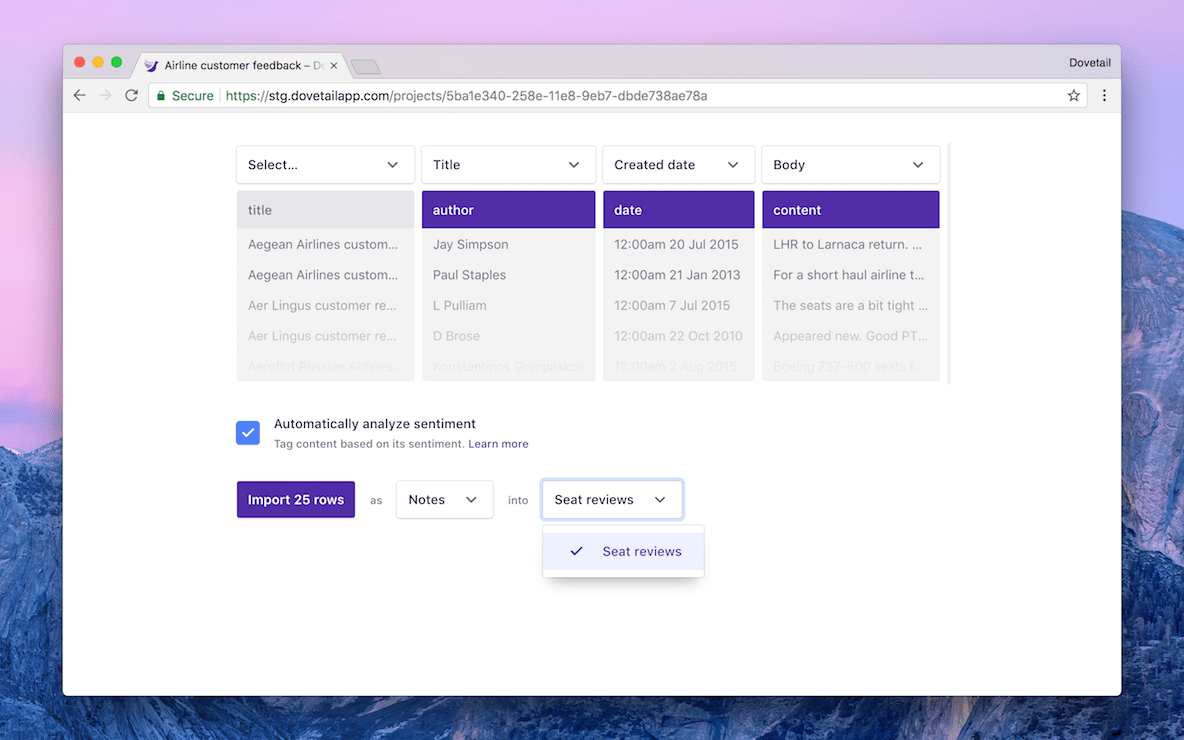 Airline customer feedback – Do
Dovetail
Secure https://stg.dovetailapp.com/projects/5ba1e340-258e-11e8-9eb7-dbde738ae78a
Select... Title Created date Body
title author date content
Aegean Airlines custom... Jay Simpson 12:00am 20 Jul 2015 LHR to Larnaca return. ...
Aegean Airlines custom... Paul Staples 12:00am 21 Jan 2013 For a short haul airline t...
Aer Lingus customer re... L Pulliam 12:00am 7 Jul 2015 The seats are a bit tight ...
Aer Lingus customer re... D Brose 12:00am 22 Oct 2010 Appeared new. Good PT...
Aeroflot Russian Airlines... Konstantinos Grimpilakos 12:00am 2 Aug 2015 Boeing 737-800 seats f...
Automatically analyze sentiment
Tag content based on its sentiment. Learn more
Import 25 rows as Notes into Seat reviews
Seat reviews